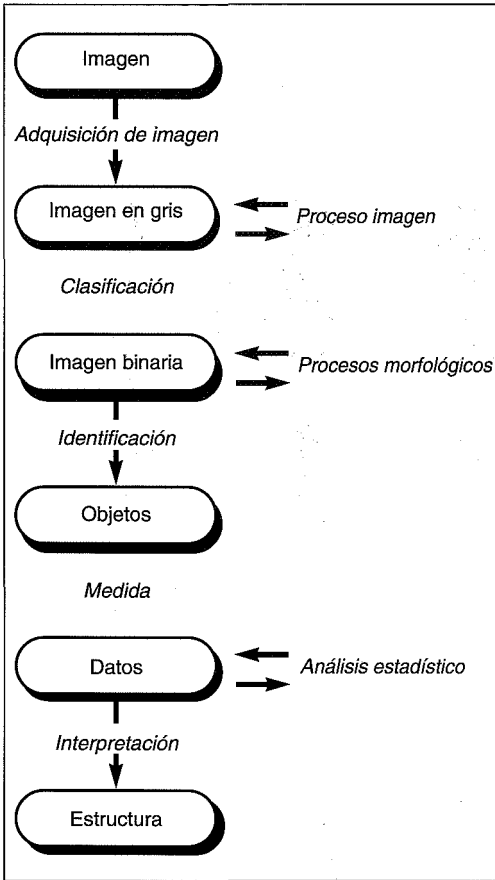 Imagen
Adquisición de imagen
Imagen en gris
Proceso imagen
Clasificación
Imagen binaria
Procesos morfológicos
Identificación
Objetos
Medida
Datos
Análisis estadístico
Interpretación
Estructura